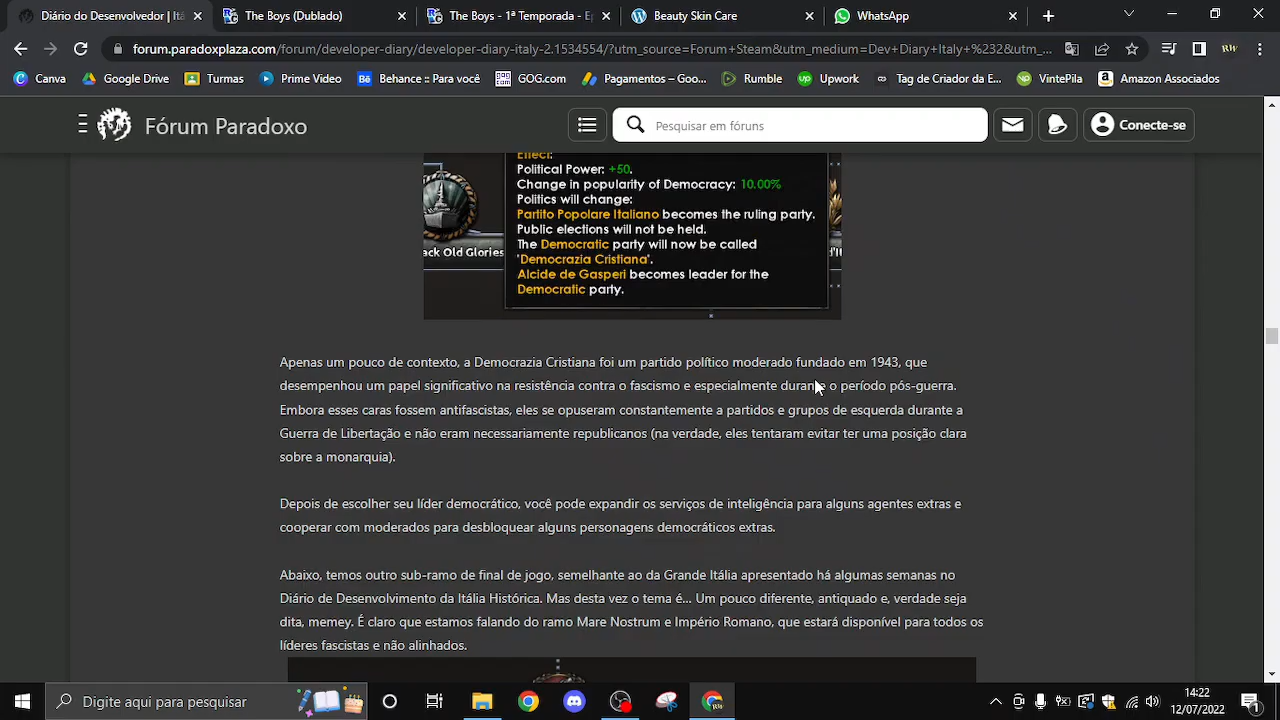 Diário do Desenvolvedor | Itá
The Boys (Dublado)
The Boys - 1ª Temporada - Ep
Beauty Skin Care
WhatsApp
forum.paradoxplaza.com/forum/developer-diary/developer-diary-italy-2.1534554/?utm_source=Forum+Steam&utm_medium=Dev+Diary+Italy+%232&utm_...
Canva
Google Drive
Turmas
Prime Video
Behance :: Para você
GOG.com
Pagamentos – Goo...
Rumble
Upwork
Tag de Criador da E...
VintePila
Amazon Associados
Fórum Paradoxo
Pesquisar em fóruns
Conecte-se
Effect:
Political Power: +50.
Change in popularity of Democracy: 10.00%
Politics will change:
Partito Popolare Italiano becomes the ruling party.
Public elections will not be held.
The Democratic party will now be called
'Democrazia Cristiana'.
Alcide de Gasperi becomes leader for the
Democratic party.
ack Old Glories
d'It
Apenas um pouco de contexto, a Democrazia Cristiana foi um partido político moderado fundado em 1943, que
desempenhou um papel significativo na resistência contra o fascismo e especialmente durante o período pós-guerra.
Embora esses caras fossem antifascistas, eles se opuseram constantemente a partidos e grupos de esquerda durante a
Guerra de Libertação e não eram necessariamente republicanos (na verdade, eles tentaram evitar ter uma posição clara
sobre a monarquia).
Depois de escolher seu líder democrático, você pode expandir os serviços de inteligência para alguns agentes extras e
cooperar com moderados para desbloquear alguns personagens democráticos extras.
Abaixo, temos outro sub-ramo de final de jogo, semelhante ao da Grande Itália apresentado há algumas semanas no
Diário de Desenvolvimento da Itália Histórica. Mas desta vez o tema é... Um pouco diferente, antiquado e, verdade seja
dita, memey. É claro que estamos falando do ramo Mare Nostrum e Império Romano, que estará disponível para todos os
líderes fascistas e não alinhados.
Digite aqui para pesquisar
14:22
12/07/2022